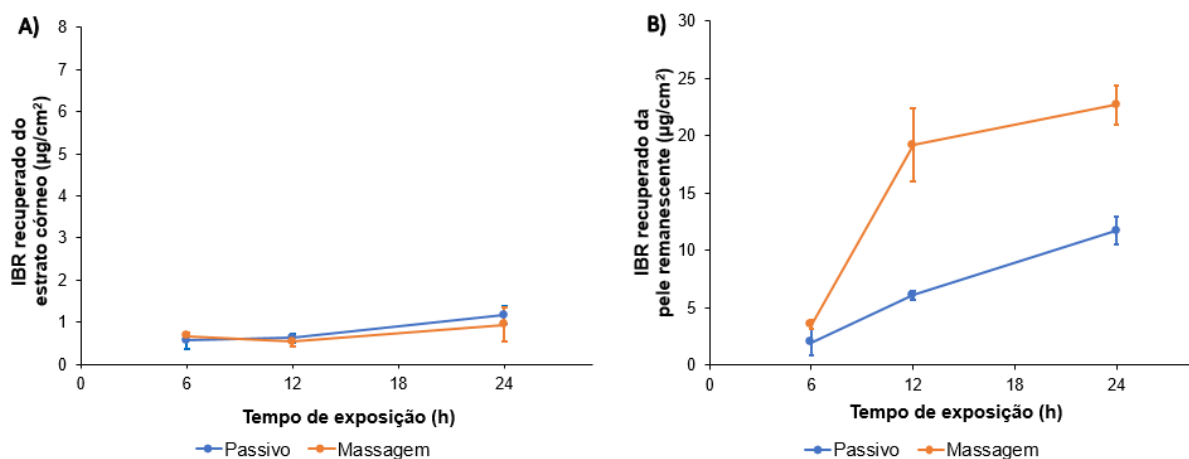 A)
IBR recuperado do
estrato córneo (µg/cm²)
8
7
6
5
4
3
2
1
0
0 6 12 18 24
Tempo de exposição (h)
Passivo Massagem
B)
IBR recuperado da
pele remanescente (µg/cm²)
30
25
20
15
10
5
0
0 6 12 18 24
Tempo de exposição (h)
Passivo Massagem